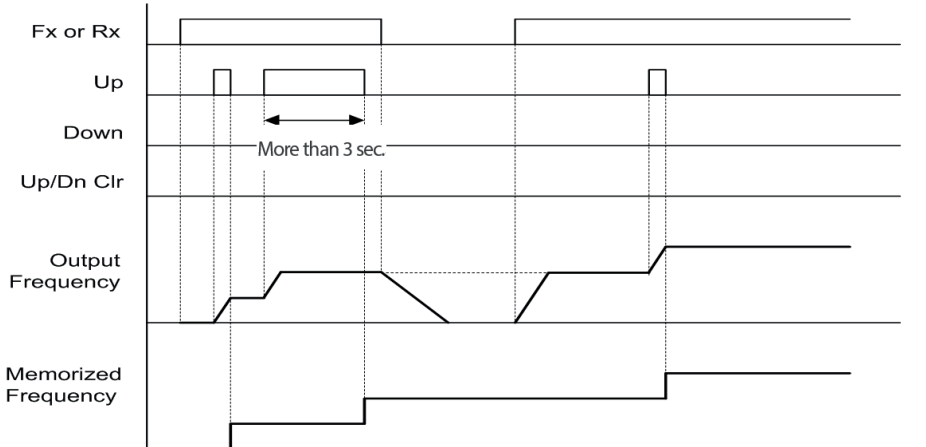 Fx or Rx
Up
Down
More than 3 sec.
Up/Dn Clr
Output
Frequency
Memorized
Frequency